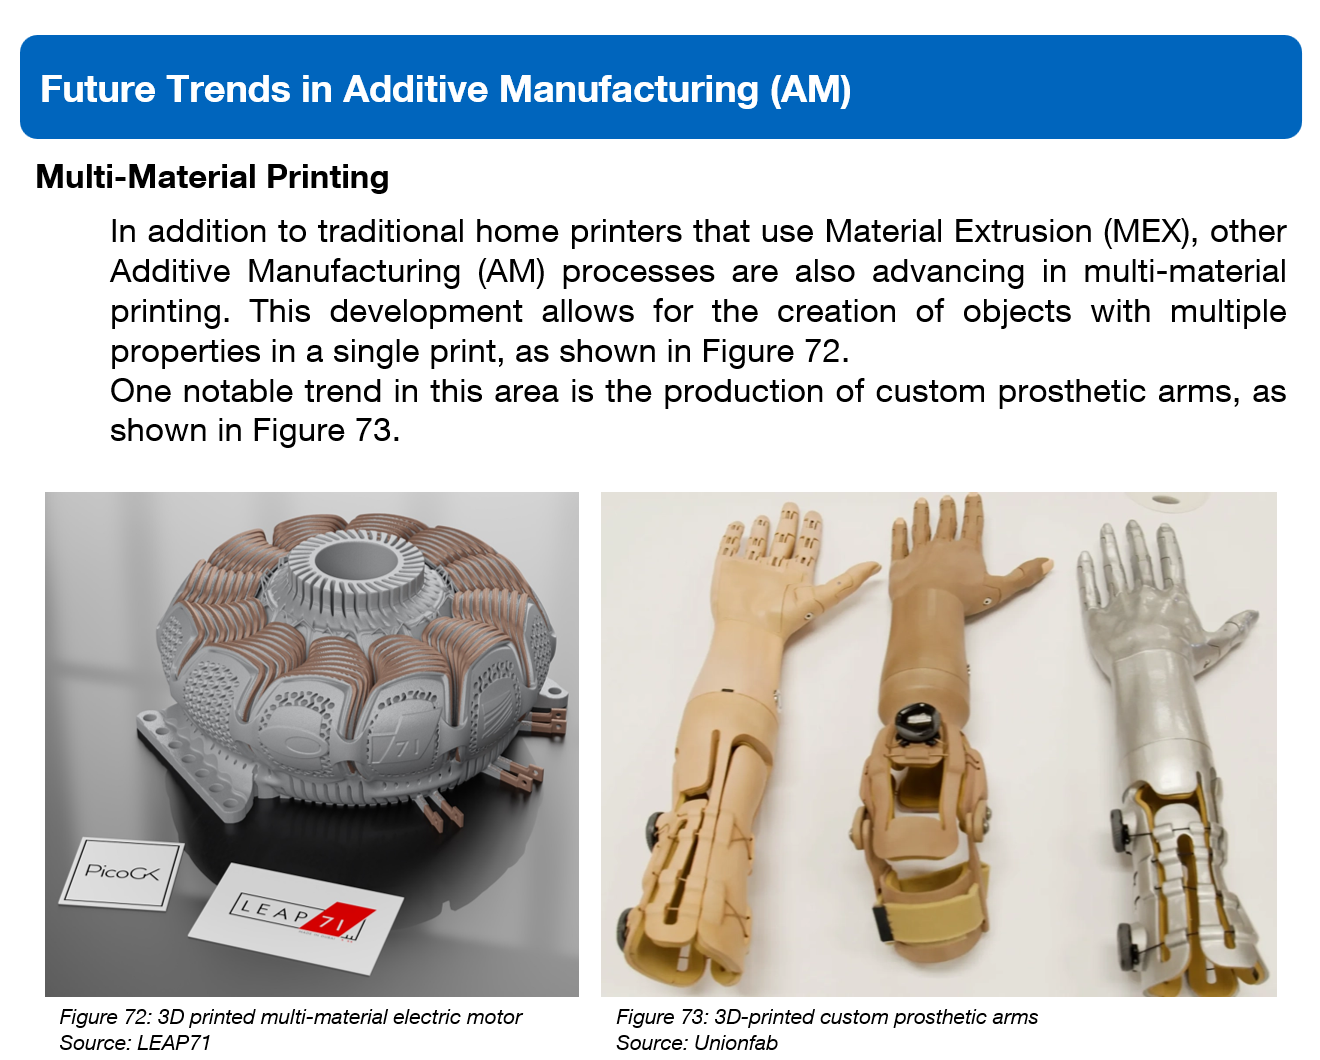 Future Trends in Additive Manufacturing (AM)
Multi-Material Printing
In addition to traditional home printers that use Material Extrusion (MEX), other
Additive Manufacturing (AM) processes are also advancing in multi-material
printing. This development allows for the creation of objects with multiple
properties in a single print, as shown in Figure 72.
One notable trend in this area is the production of custom prosthetic arms, as
shown in Figure 73.
71
PicoGK
LEAP 71
Figure 72: 3D printed multi-material electric motor
Source: LEAP71
Figure 73: 3D-printed custom prosthetic arms
Source: Unionfab